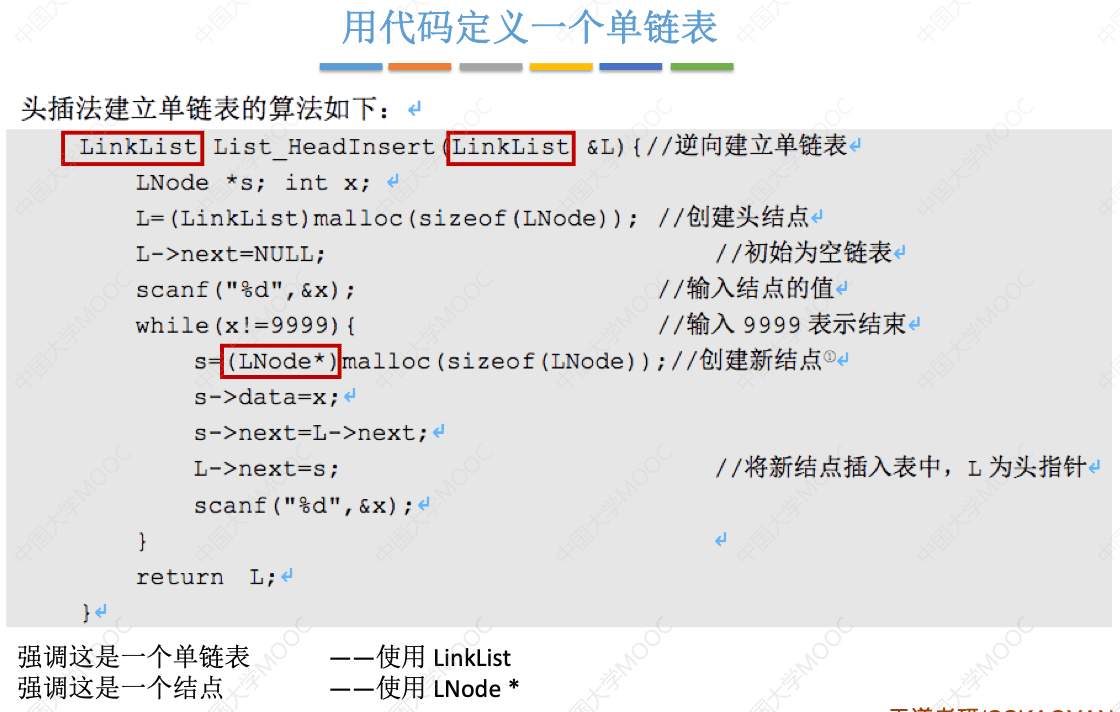 用代码定义一个单链表
头插法建立单链表的算法如下：
LinkList List_HeadInsert(LinkList &L){//逆向建立单链表
LNode *s; int x;
L=(LinkList)malloc(sizeof(LNode)); //创建头结点
L->next=NULL; //初始为空链表
scanf("%d",&x); //输入结点的值
while(x!=9999){ //输入 9999 表示结束
s=(LNode*)malloc(sizeof(LNode));//创建新结点①
s->data=x;
s->next=L->next;
L->next=s; //将新结点插入表中，L 为头指针
scanf("%d",&x);
}
return L;
}
强调这是一个单链表 ——使用 LinkList
强调这是一个结点 ——使用 LNode *
中国大学MOOC